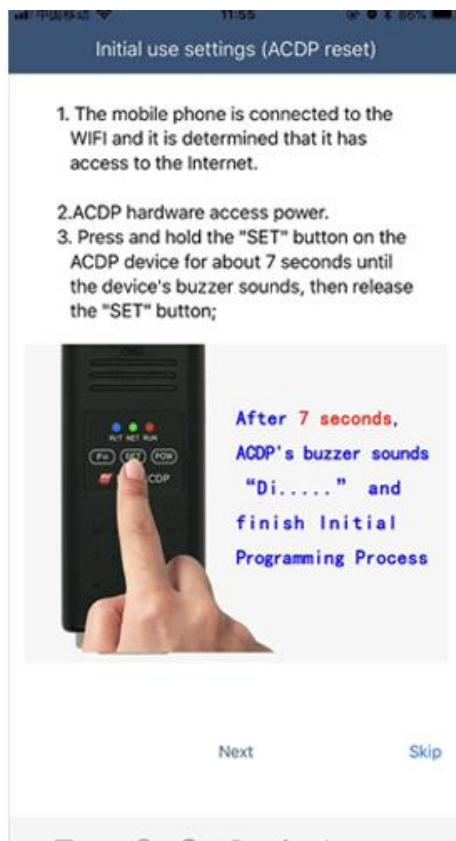 11:55
86%
Initial use settings (ACDP reset)
1. The mobile phone is connected to the
WIFI and it is determined that it has
access to the Internet.
2.ACDP hardware access power.
3. Press and hold the "SET" button on the
ACDP device for about 7 seconds until
the device's buzzer sounds, then release
the "SET" button;
After 7 seconds,
ACDP's buzzer sounds
“Di.....” and
finish Initial
Programming Process
R/T NET RUN
SET POW
CDP
Next
Skip